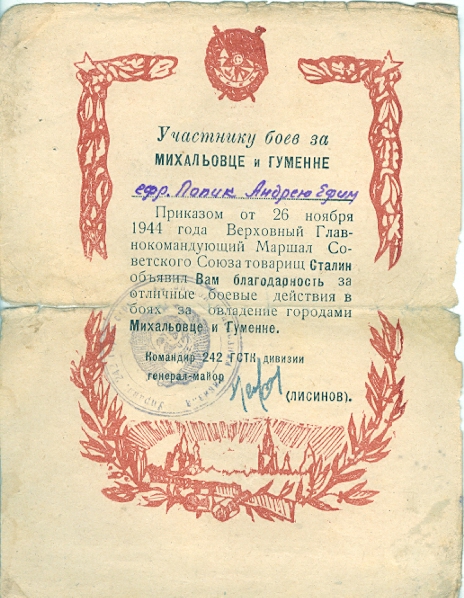 Участнику боев за
МИХАЛЬОВЦЕ и ГУМЕННЕ
ефр. Попик Андрею Ефим
Приказом от 26 ноября
1944 года Верховный Глав-
нокомандующий Маршал Со-
ветского Союза товарищ Сталин
объявил Вам благодарность за
отличные боевые действия в
боях за овладение городами
Михальовце и Гуменне.
Командир 242 ГСТК дивизии
генерал-майор
(ЛИСИНОВ).